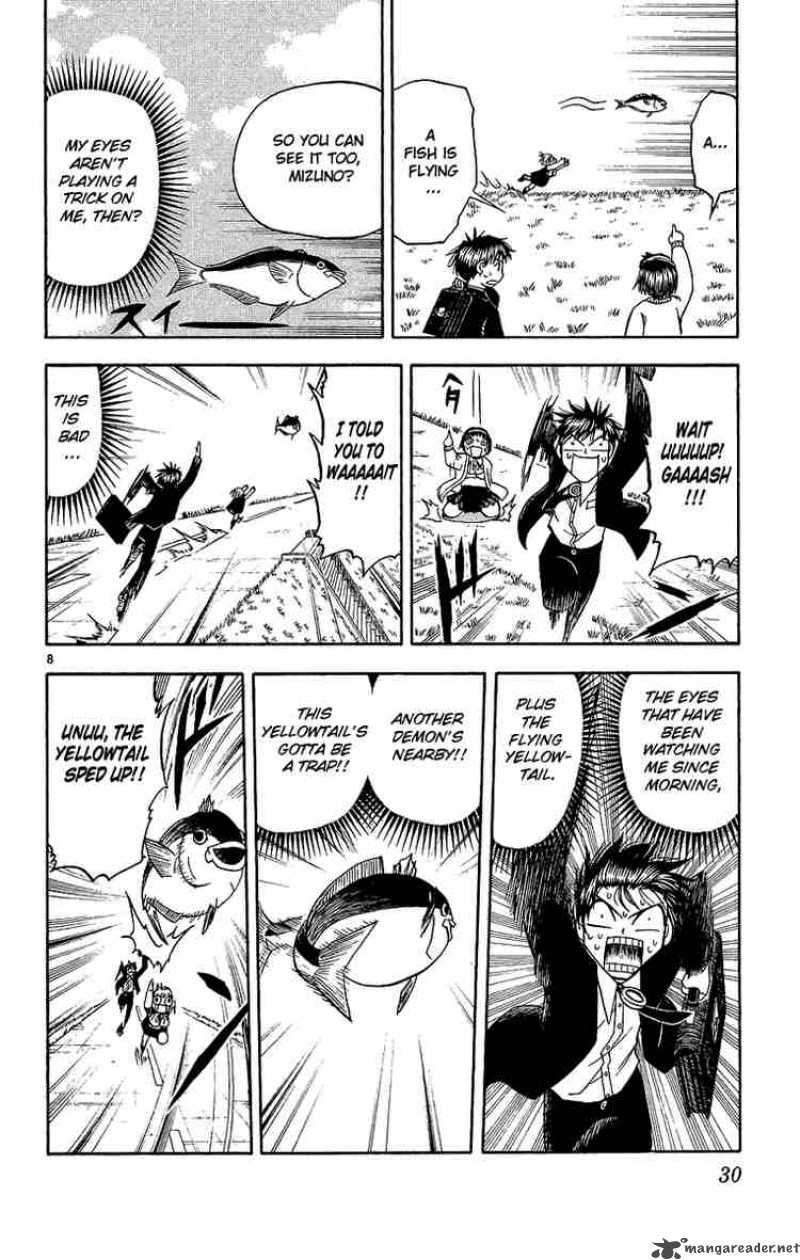 A...
A
FISH IS
FLYING
...
SO YOU CAN
SEE IT TOO,
MIZUNO?
MY EYES
AREN'T
PLAYING A
TRICK ON
ME, THEN?
スイ
WAIT
UUUUUP!
GAAAASH
!!!
I TOLD
YOU TO
WAAAAAIT
!!
THIS
IS
BAD
...
8
THE EYES
THAT HAVE
BEEN
WATCHING
ME SINCE
MORNING,
PLUS
THE
FLYING
YELLOW-
TAIL.
ANOTHER
DEMON'S
NEARBY!!
THIS
YELLOWTAIL'S
GOTTA BE
A TRAP!!
UNUU, THE
YELLOWTAIL
SPED UP!!
30
mangareader.net